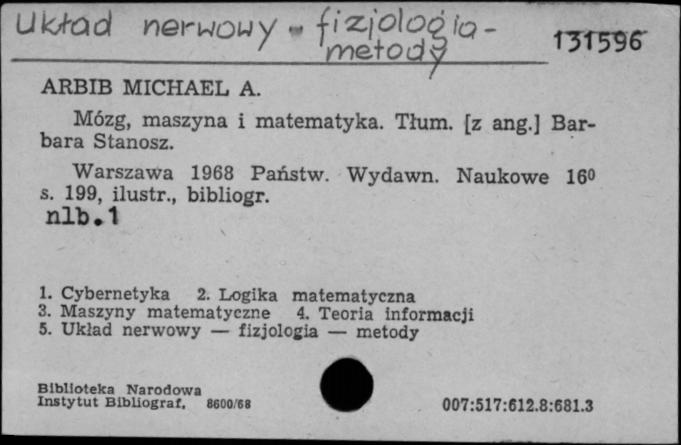 Układ nerwowy - fizjologia -
metody
131596
ARBIB MICHAEL A.
Mózg, maszyna i matematyka. Tłum. [z ang.] Bar-
bara Stanosz.
Warszawa 1968 Państw. Wydawn. Naukowe 16⁰
s. 199, ilustr., bibliogr.
nlb.1
1. Cybernetyka 2. Logika matematyczna
3. Maszyny matematyczne 4. Teoria informacji
5. Układ nerwowy — fizjologia — metody
Biblioteka Narodowa
Instytut Bibliograf. 8600/68
007:517:612.8:681.3